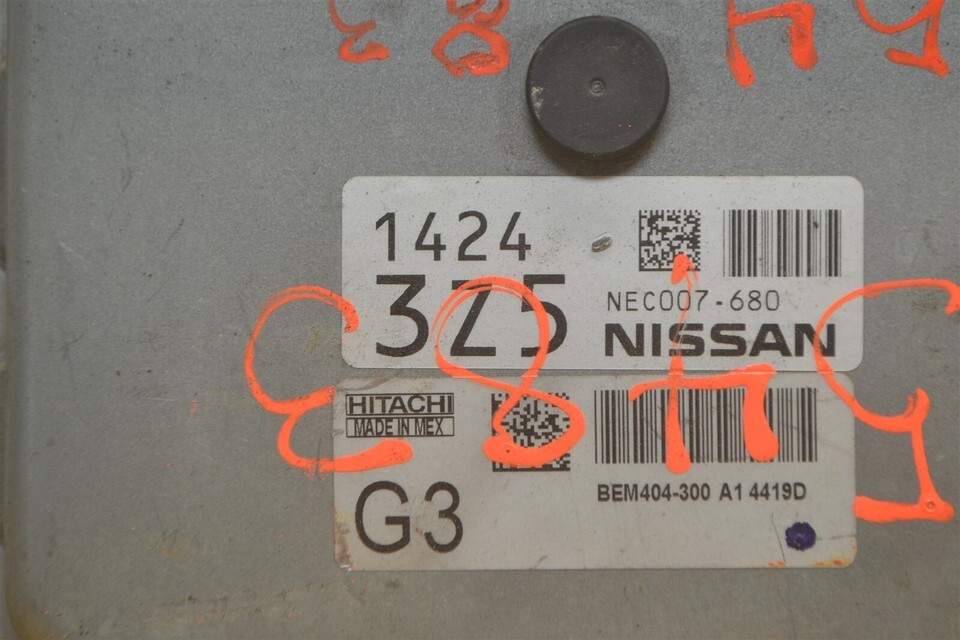 1424
3Z5
NEC007-680
NISSAN
HITACHI
MADE IN MEX
G3
BEM404-300 A1 4419D